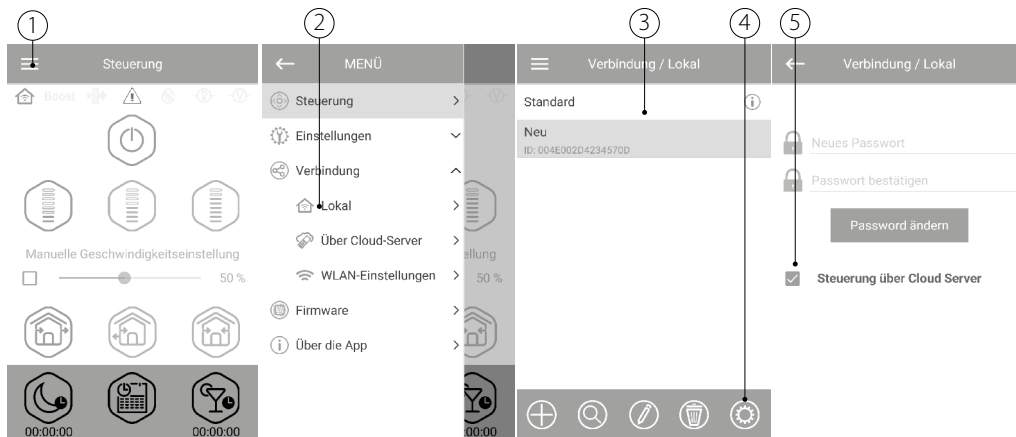 1
2
3
4
5
Steuerung
Boost
Manuelle Geschwindigkeitseinstellung
50 %
00:00:00
00:00:00
MENÜ
Steuerung
Einstellungen
Verbindung
Lokal
Über Cloud-Server
WLAN-Einstellungen
Firmware
Über die App
ellung
50 %
00:00
Verbindung / Lokal
Standard
Neu
ID: 004E002D4234570D
Verbindung / Lokal
Neues Passwort
Passwort bestätigen
Password ändern
Steuerung über Cloud Server